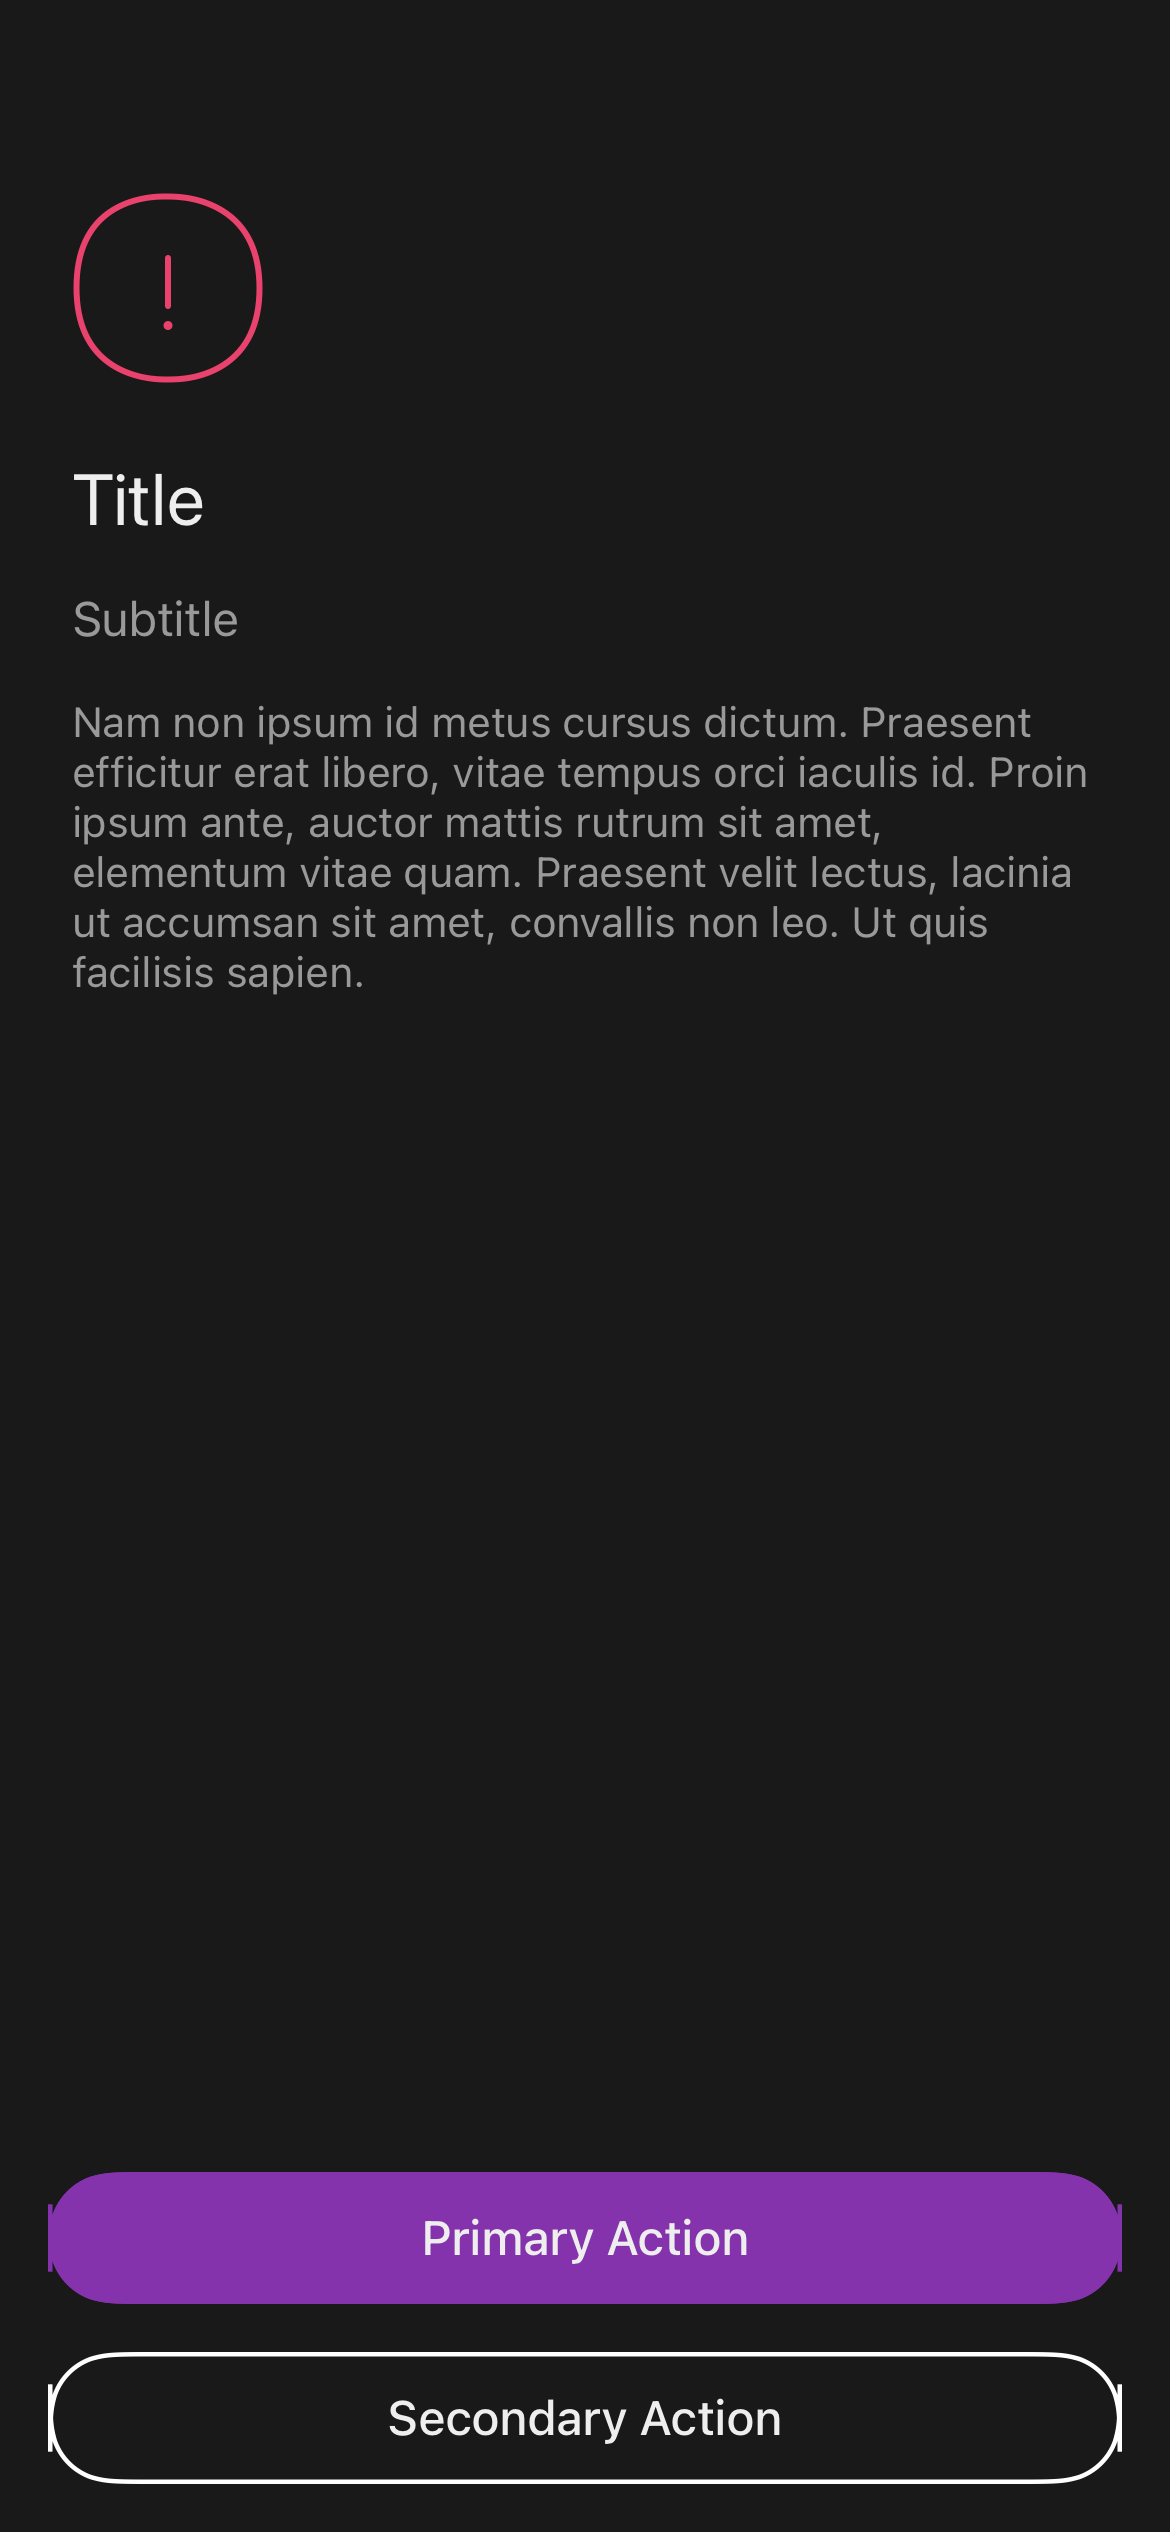 Title
Subtitle
Nam non ipsum id metus cursus dictum. Praesent
efficitur erat libero, vitae tempus orci iaculis id. Proin
ipsum ante, auctor mattis rutrum sit amet,
elementum vitae quam. Praesent velit lectus, lacinia
ut accumsan sit amet, convallis non leo. Ut quis
facilisis sapien.
Primary Action
Secondary Action